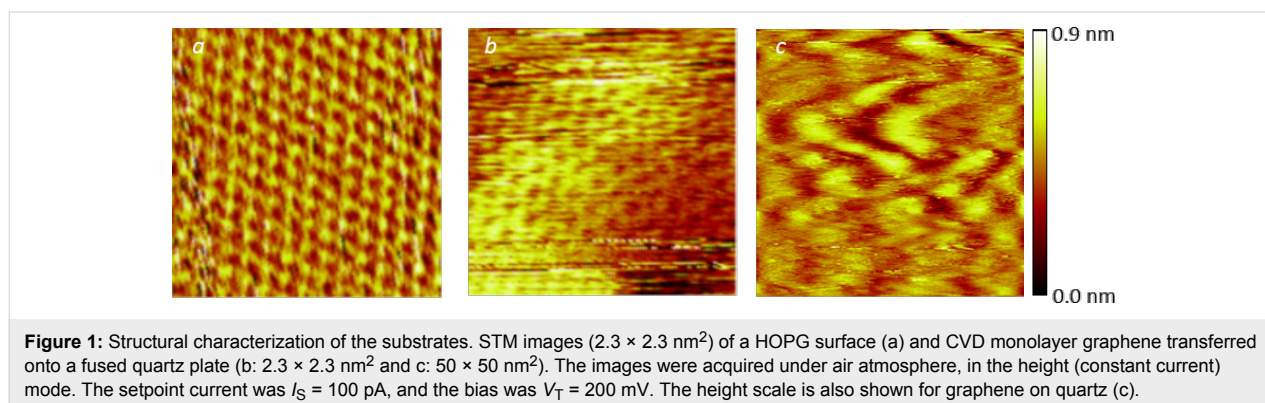 a
b
c
0.9 nm
0.0 nm
Figure 1: Structural characterization of the substrates. STM images (2.3 × 2.3 nm²) of a HOPG surface (a) and CVD monolayer graphene transferred
onto a fused quartz plate (b: 2.3 × 2.3 nm² and c: 50 × 50 nm²). The images were acquired under air atmosphere, in the height (constant current)
mode. The setpoint current was I_S = 100 pA, and the bias was V_T = 200 mV. The height scale is also shown for graphene on quartz (c).